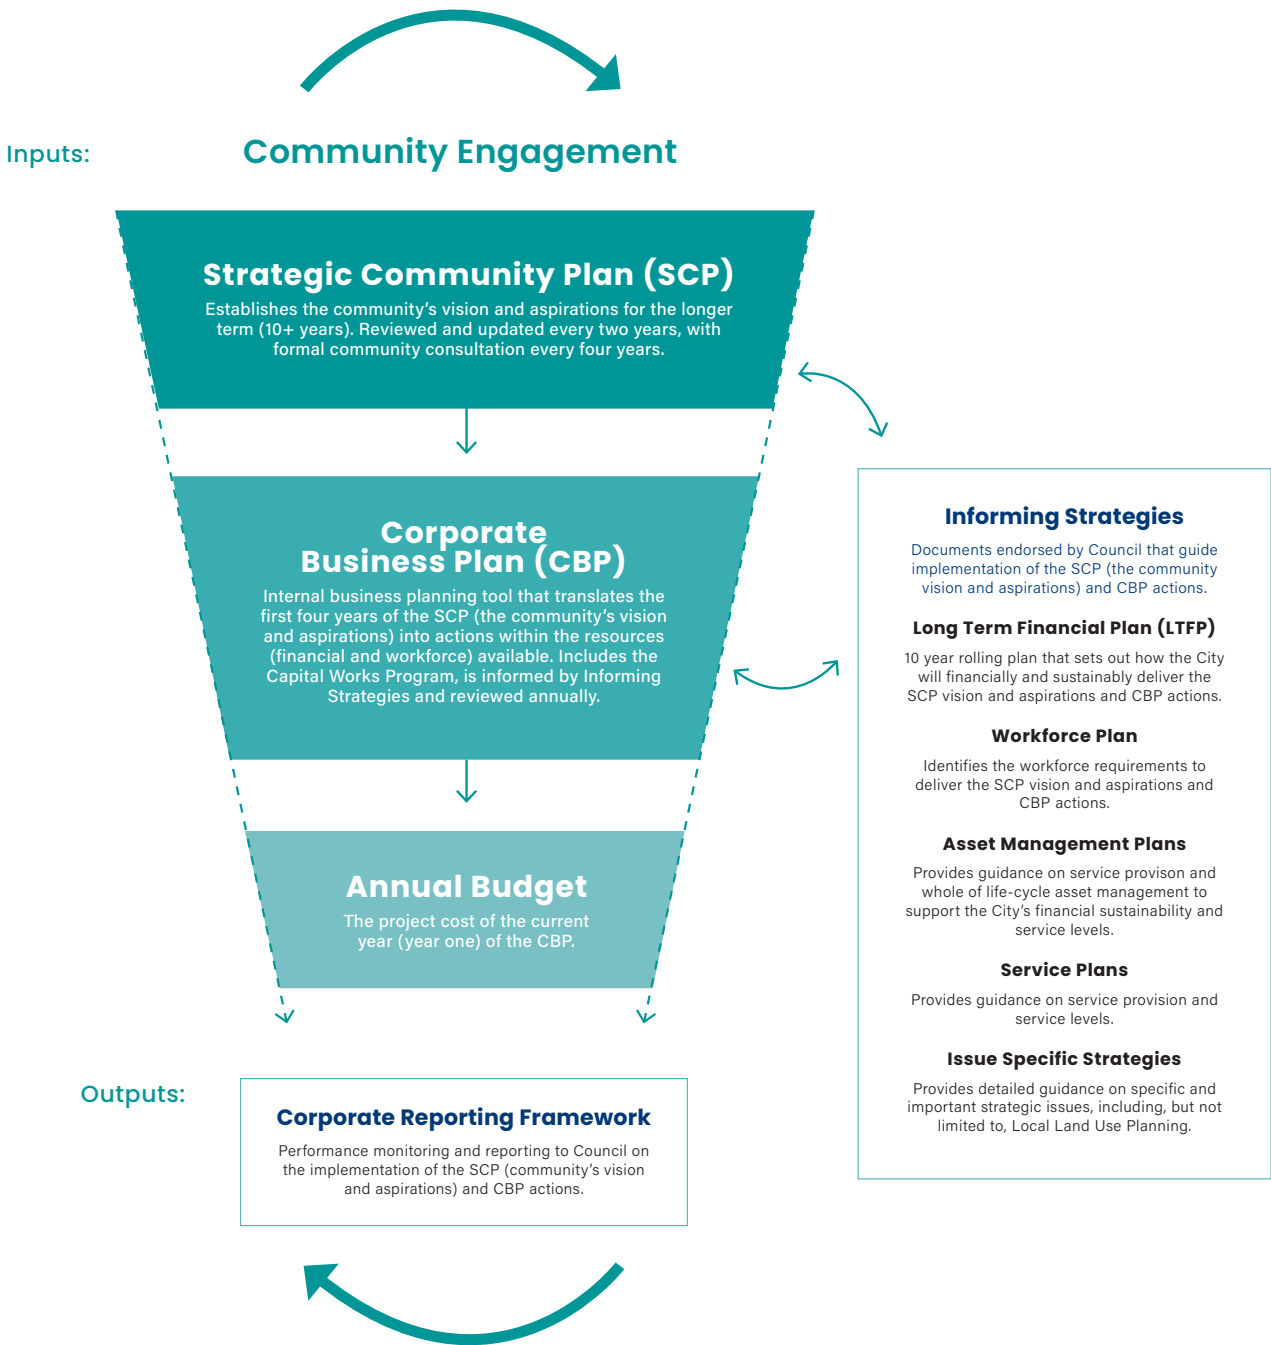 Inputs:
Community Engagement
Strategic Community Plan (SCP)
Establishes the community's vision and aspirations for the longer
term (10+ years). Reviewed and updated every two years, with
formal community consultation every four years.
Corporate
Business Plan (CBP)
Internal business planning tool that translates the
first four years of the SCP (the community's vision
and aspirations) into actions within the resources
(financial and workforce) available. Includes the
Capital Works Program, is informed by Informing
Strategies and reviewed annually.
Annual Budget
The project cost of the current
year (year one) of the CBP.
Informing Strategies
Documents endorsed by Council that guide
implementation of the SCP (the community
vision and aspirations) and CBP actions.
Long Term Financial Plan (LTFP)
10 year rolling plan that sets out how the City
will financially and sustainably deliver the
SCP vision and aspirations and CBP actions.
Workforce Plan
Identifies the workforce requirements to
deliver the SCP vision and aspirations and
CBP actions.
Asset Management Plans
Provides guidance on service provison and
whole of life-cycle asset management to
support the City's financial sustainability and
service levels.
Service Plans
Provides guidance on service provision and
service levels.
Issue Specific Strategies
Provides detailed guidance on specific and
important strategic issues, including, but not
limited to, Local Land Use Planning.
Outputs:
Corporate Reporting Framework
Performance monitoring and reporting to Council on
the implementation of the SCP (community's vision
and aspirations) and CBP actions.